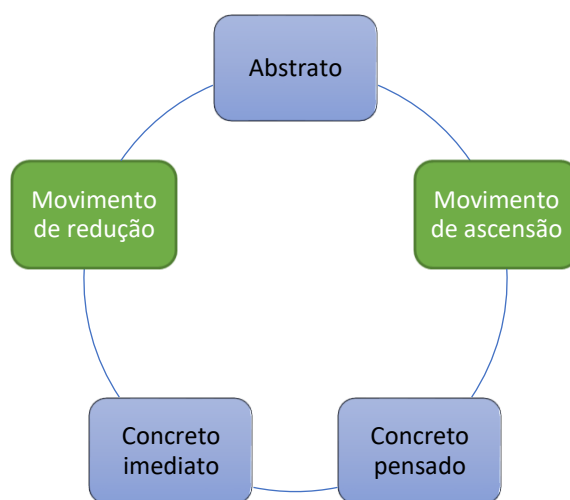 Abstrato
Movimento
de redução
Movimento
de ascensão
Concreto
imediato
Concreto
pensado